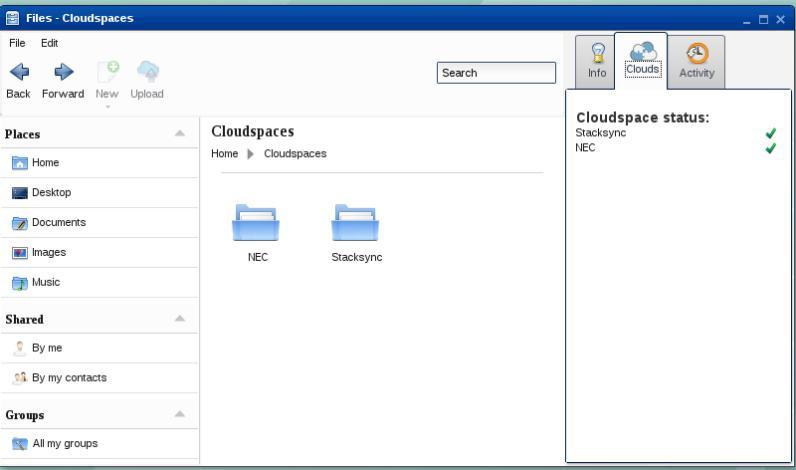 Files - Cloudspaces
File Edit
Back Forward New Upload
Search
Info Clouds Activity
Places
Home
Desktop
Documents
Images
Music
Shared
By me
By my contacts
Groups
All my groups
Cloudspaces
Home Cloudspaces
NEC Stacksync
Cloudspace status:
Stacksync
NEC